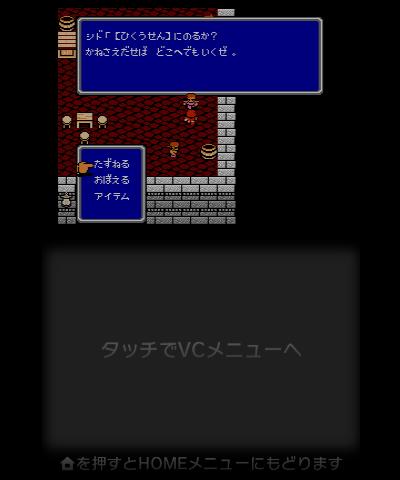 シド「[ひくうせん]にのるか?
かねさえだせば どこへでもいくぜ 。
たずねる
おぼえる
アイテム
タッチでVCメニューへ
を押すとHOMEメニューにもどります